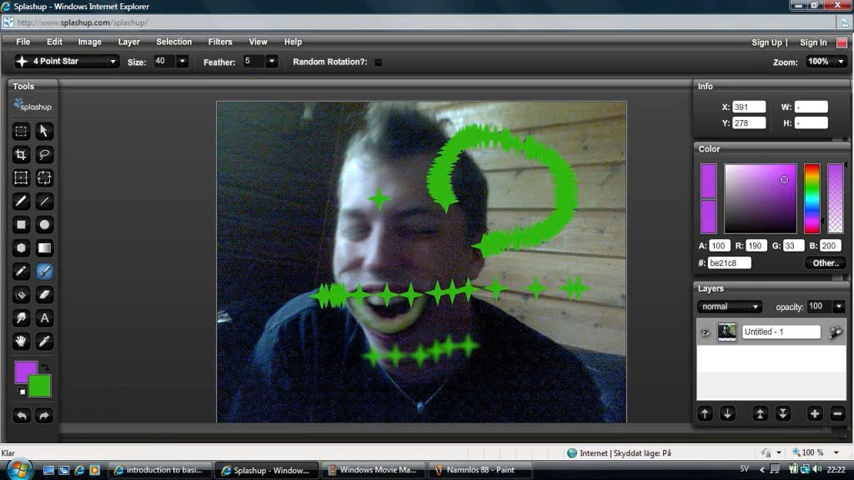 Splashup - Windows Internet Explorer
http://www.splashup.com/splashup/
File Edit Image Layer Selection Filters View Help Sign Up | Sign In
4 Point Star Size: 40 Feather: 5 Random Rotation?: Zoom: 100%
Tools
splashup
Info
X: 391 W: -
Y: 278 H: -
Color
A: 100 R: 190 G: 33 B: 200
#: be21c8 Other..
Layers
normal opacity: 100
Untitled - 1
T
A
Klar Internet | Skyddat läge: På 100 %
introduction to basi... Splashup - Window... Windows Movie Ma... Namnlös 88 - Paint SV 22:22